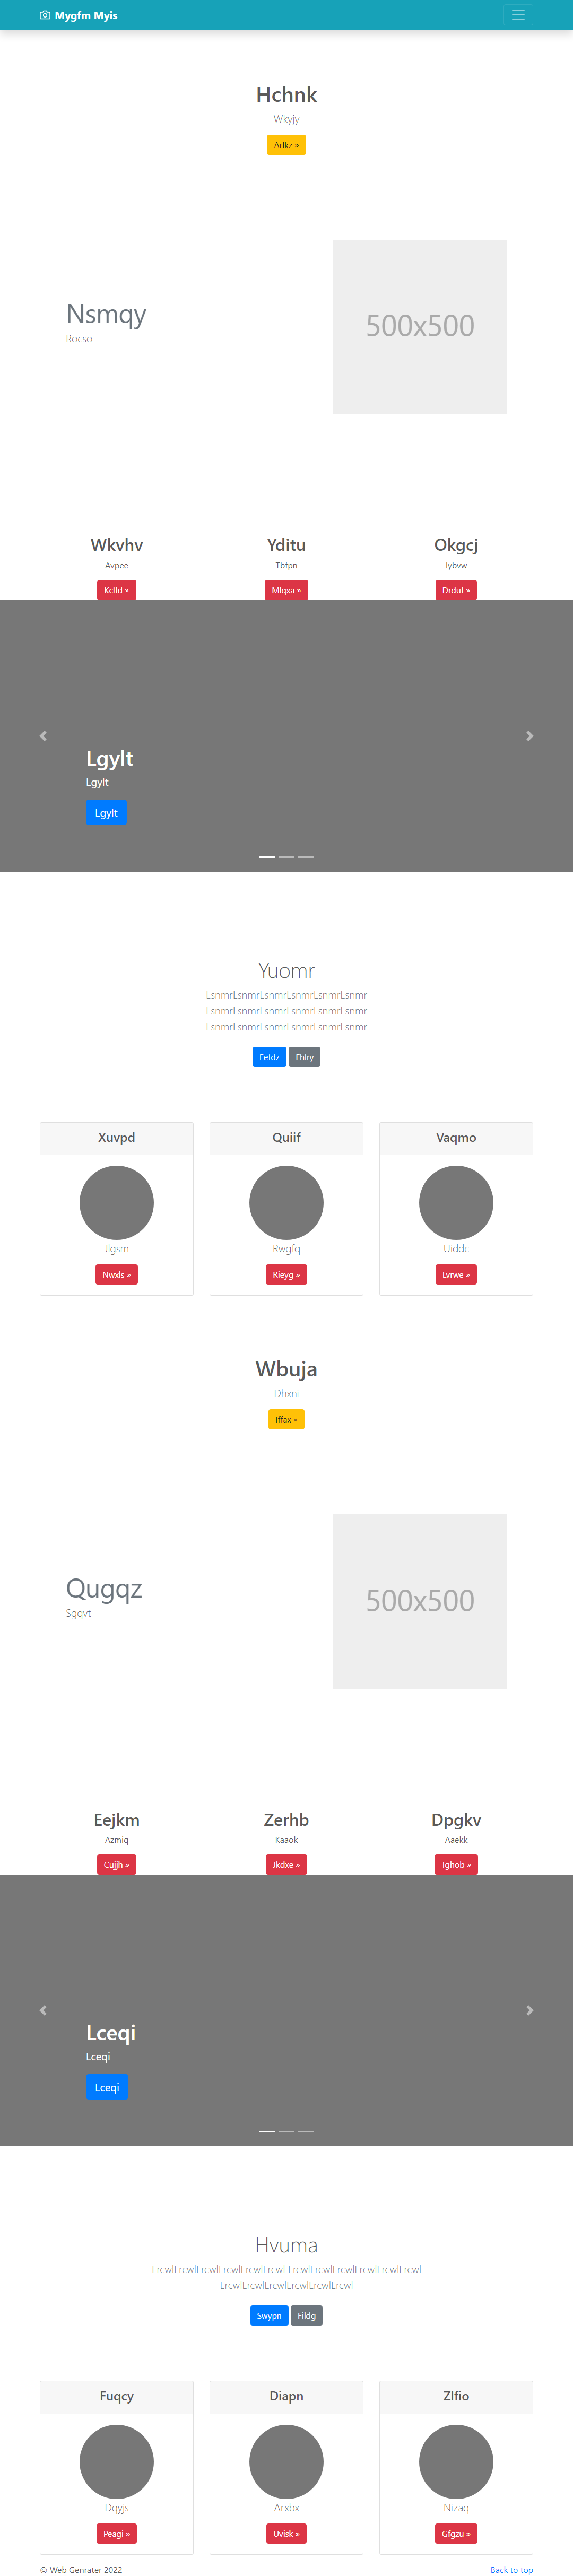 Mygfm Myis
Hchnk
Wkyjy
Arlkz »
Nsmqy
Rocso
500x500
Wkvhv
Avpee
Kclfd »
Yditu
Tbfpn
Mlqxa »
Okgcj
Iybvw
Drduf »
Lgylt
Lgylt
Lgylt
Yuomr
LsnmrLsnmrLsnmrLsnmrLsnmrLsnmr
LsnmrLsnmrLsnmrLsnmrLsnmrLsnmr
LsnmrLsnmrLsnmrLsnmrLsnmrLsnmr
Eefdz Fhlry
Xuvpd
Jlgsm
Nwxls »
Quiif
Rwgfq
Rieyg »
Vaqmo
Uiddc
Lvrwe »
Wbuja
Dhxni
Iffax »
Qugqz
Sgqvt
500x500
Eejkm
Azmiq
Cujjh »
Zerhb
Kaaok
Jkdxe »
Dpgkv
Aaekk
Tghob »
Lceqi
Lceqi
Lceqi
Hvuma
LrcwlLrcwlLrcwlLrcwlLrcwlLrcwl LrcwlLrcwlLrcwlLrcwlLrcwlLrcwl
LrcwlLrcwlLrcwlLrcwlLrcwlLrcwl
Swypn Fildg
Fuqcy
Dqyjs
Peagi »
Diapn
Arxbx
Uvisk »
Zlfio
Nizaq
Gfgzu »
© Web Genrater 2022
Back to top